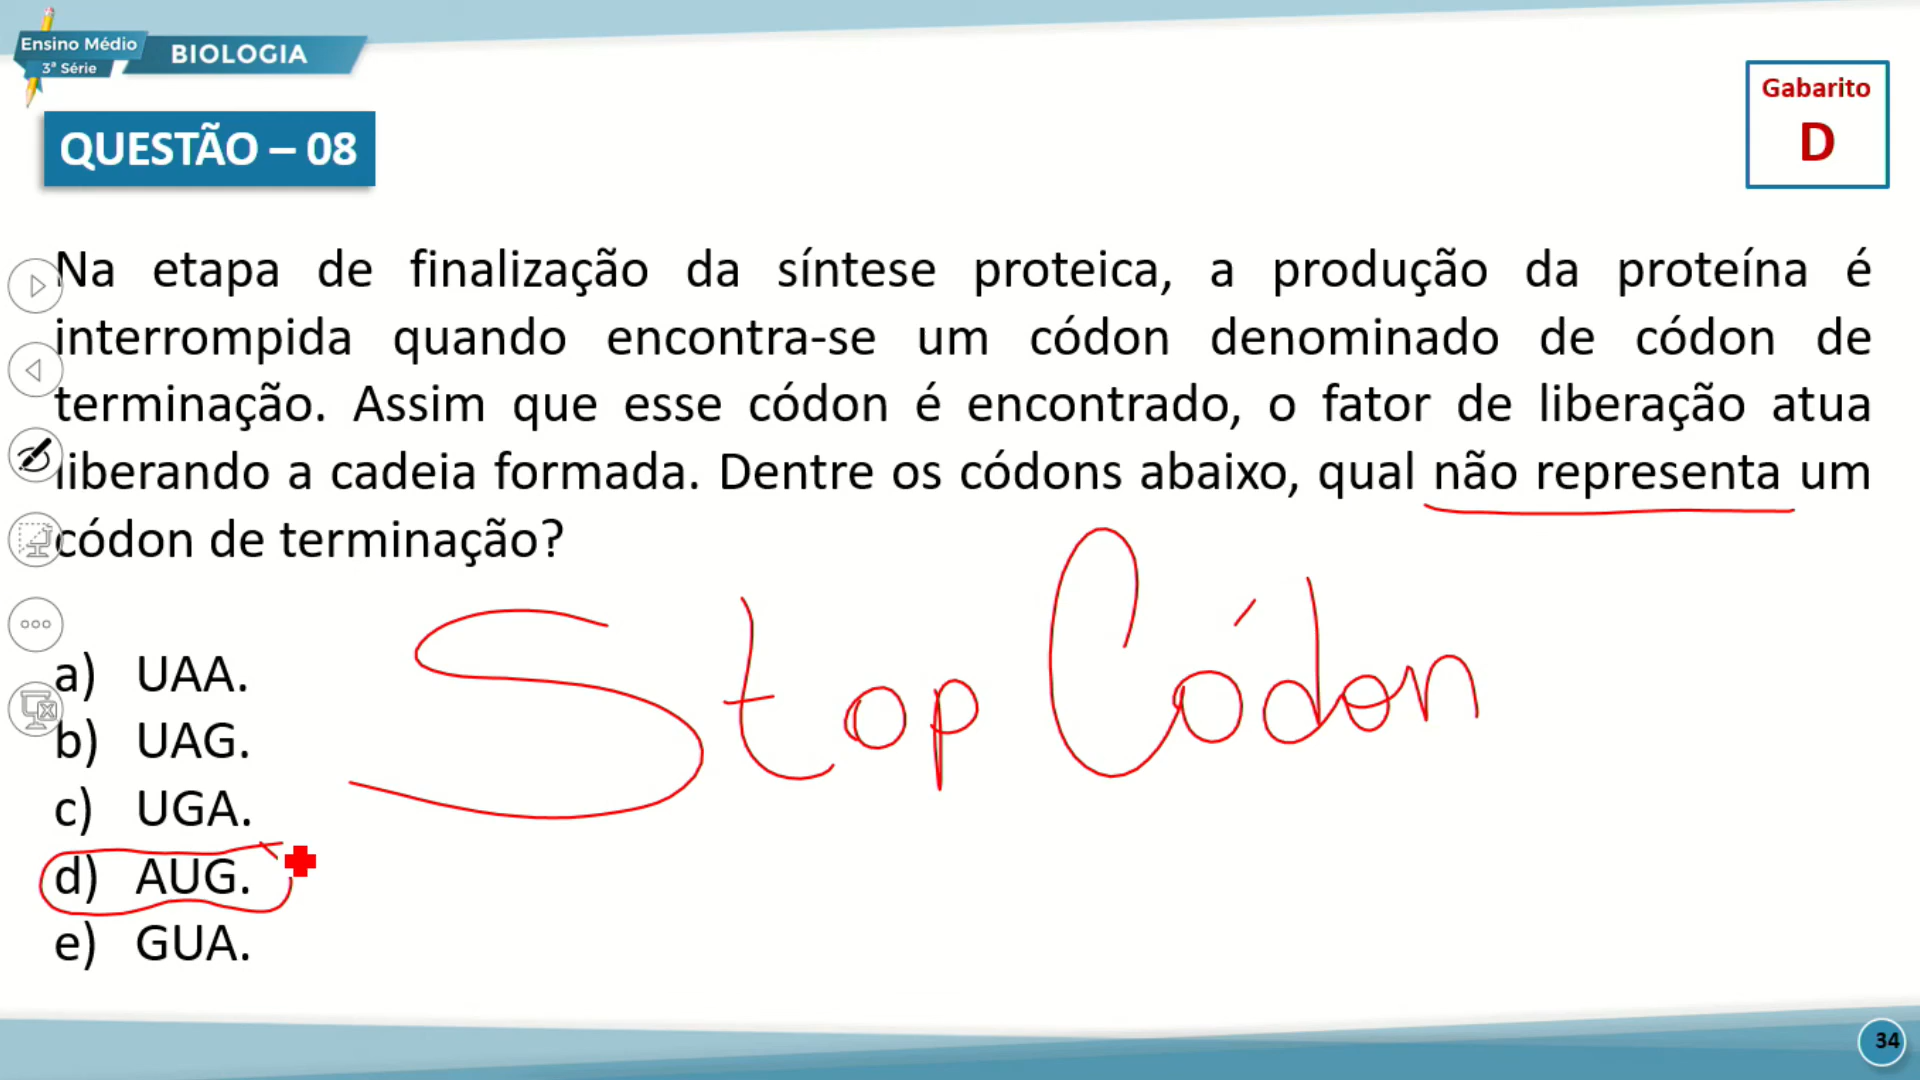 Ensino Médio
3ª Série
BIOLOGIA
Gabarito
D
QUESTÃO – 08
Na etapa de finalização da síntese proteica, a produção da proteína é
interrompida quando encontra-se um códon denominado de códon de
terminação. Assim que esse códon é encontrado, o fator de liberação atua
liberando a cadeia formada. Dentre os códons abaixo, qual não representa um
códon de terminação?
Stop Códon
a) UAA.
b) UAG.
c) UGA.
d) AUG.
e) GUA.
34